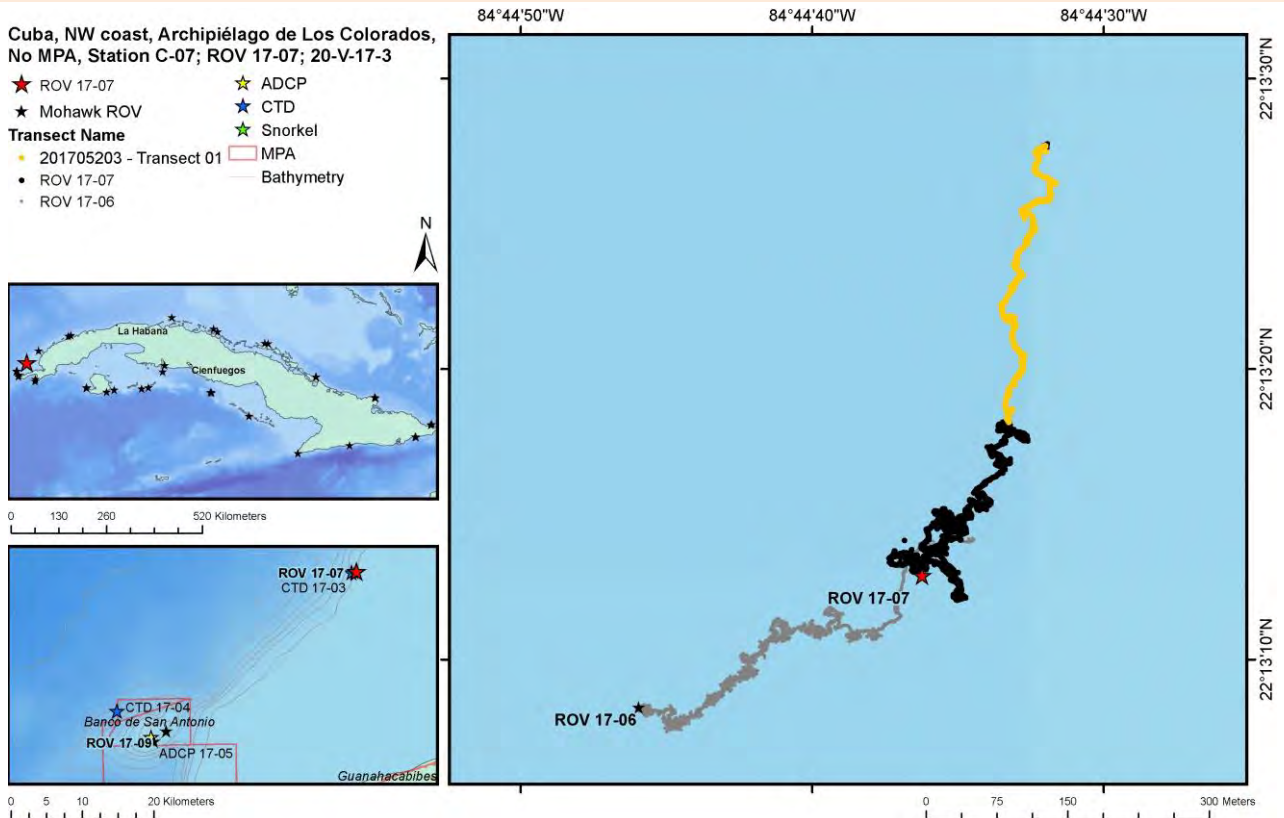 Cuba, NW coast, Archipiélago de Los Colorados,
No MPA, Station C-07; ROV 17-07; 20-V-17-3
ROV 17-07
Mohawk ROV
Transect Name
201705203 - Transect 01
ROV 17-07
ROV 17-06
ADCP
CTD
Snorkel
MPA
Bathymetry
N
La Habana
Cienfuegos
0 130 260 520 Kilometers
ROV 17-07
CTD 17-03
CTD 17-04
Banco de San Antonio
ROV 17-09
ADCP 17-05
Guanahacabibes
0 5 10 20 Kilometers
84°44'50"W 84°44'40"W 84°44'30"W
22°13'30"N
22°13'20"N
22°13'10"N
ROV 17-07
ROV 17-06
0 75 150 300 Meters